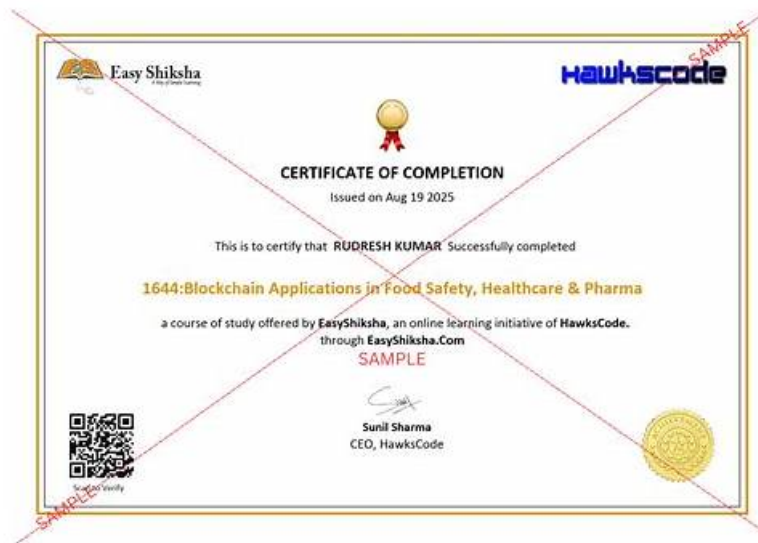 SAMPLE
Easy Shiksha
HawksCode
CERTIFICATE OF COMPLETION
Issued on Aug 19 2025
This is to certify that RUDRESH KUMAR Successfully completed
1644:Blockchain Applications in Food Safety, Healthcare & Pharma
a course of study offered by EasyShiksha, an online learning initiative of HawksCode.
through EasyShiksha.Com
SAMPLE
Sunil Sharma
CEO, HawksCode
Scan to Verify
SAMPLE